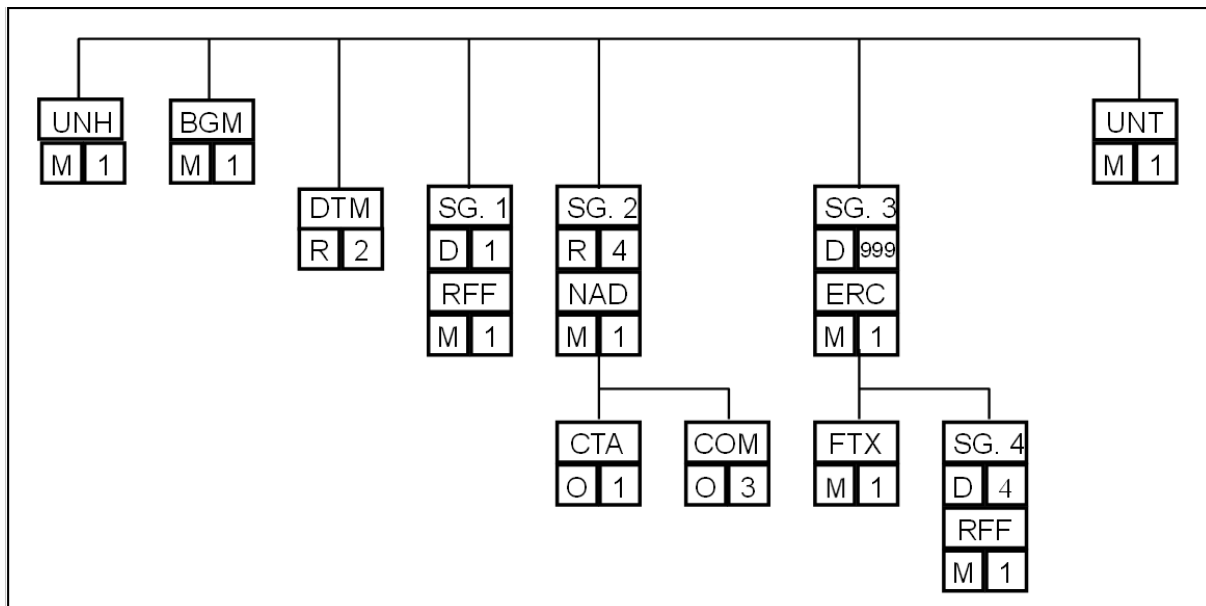 UNH BGM UNT
M 1 M 1 M 1
DTM SG. 1 SG. 2 SG. 3
R 2 D 1 R 4 D 999
RFF NAD ERC
M 1 M 1 M 1
CTA COM FTX SG. 4
O 1 O 3 M 1 D 4
RFF
M 1